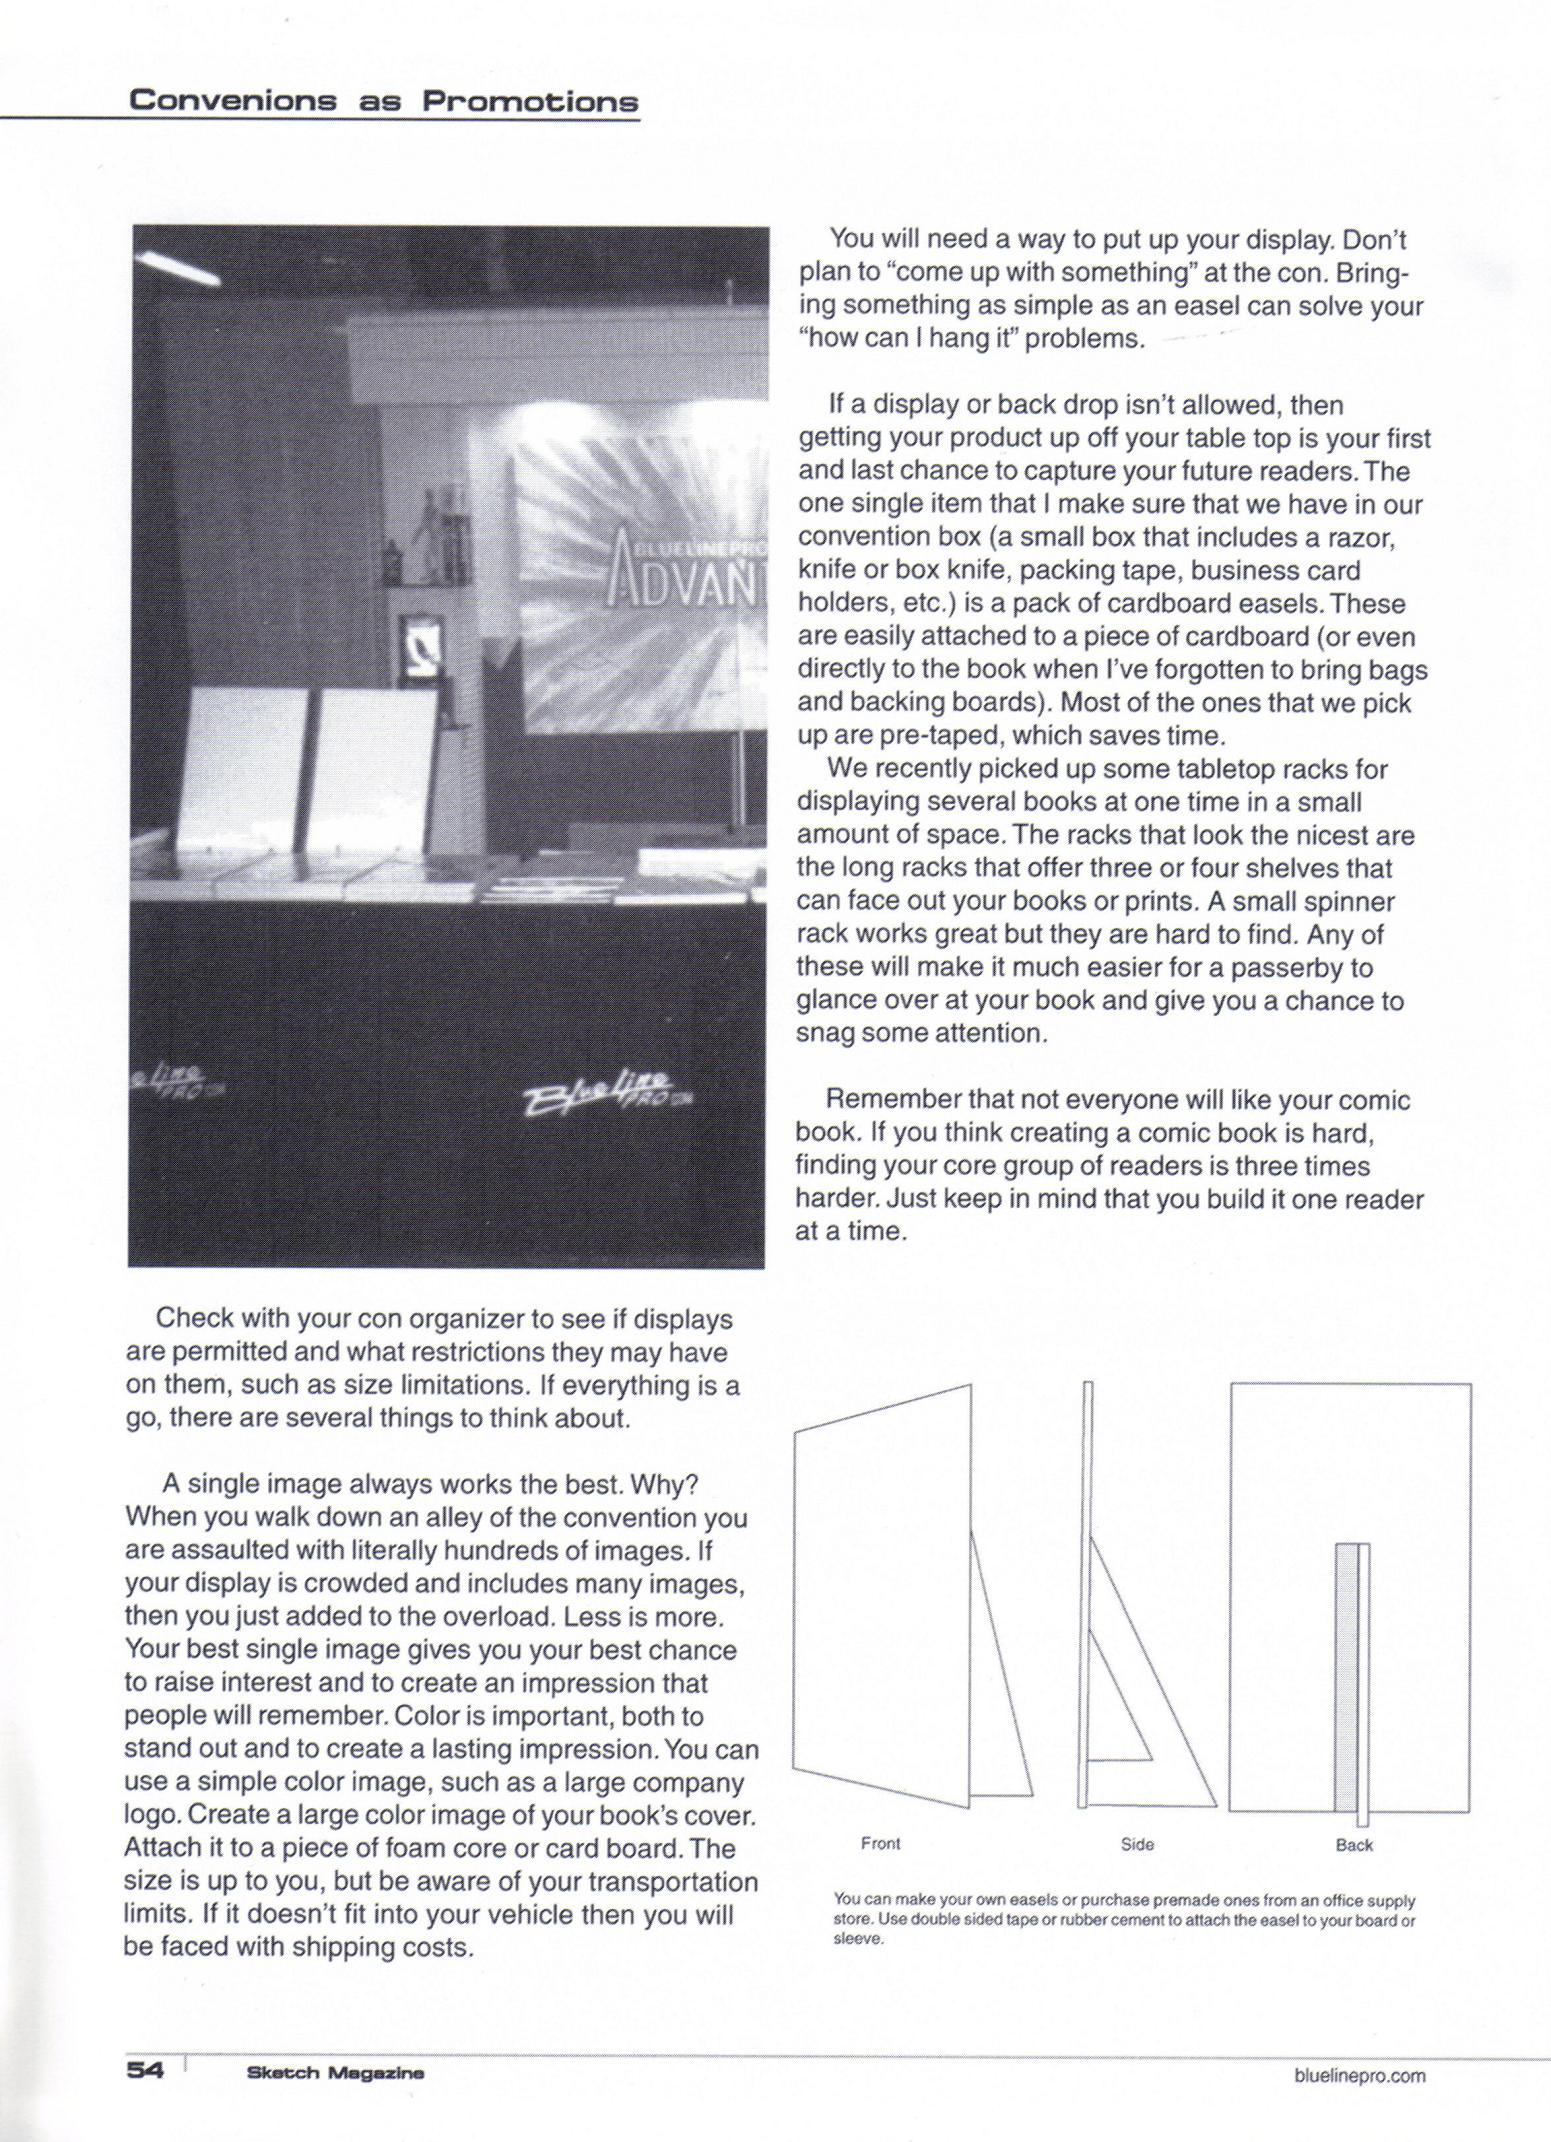 Convenions as Promotions
BLUELINEPRO
ADVAN
e Line
PRO.COM
Blue Line
PRO.COM
Check with your con organizer to see if displays
are permitted and what restrictions they may have
on them, such as size limitations. If everything is a
go, there are several things to think about.
A single image always works the best. Why?
When you walk down an alley of the convention you
are assaulted with literally hundreds of images. If
your display is crowded and includes many images,
then you just added to the overload. Less is more.
Your best single image gives you your best chance
to raise interest and to create an impression that
people will remember. Color is important, both to
stand out and to create a lasting impression. You can
use a simple color image, such as a large company
logo. Create a large color image of your book's cover.
Attach it to a piece of foam core or card board. The
size is up to you, but be aware of your transportation
limits. If it doesn't fit into your vehicle then you will
be faced with shipping costs.
You will need a way to put up your display. Don't
plan to “come up with something” at the con. Bring-
ing something as simple as an easel can solve your
“how can I hang it” problems.
If a display or back drop isn't allowed, then
getting your product up off your table top is your first
and last chance to capture your future readers. The
one single item that I make sure that we have in our
convention box (a small box that includes a razor,
knife or box knife, packing tape, business card
holders, etc.) is a pack of cardboard easels. These
are easily attached to a piece of cardboard (or even
directly to the book when I've forgotten to bring bags
and backing boards). Most of the ones that we pick
up are pre-taped, which saves time.
We recently picked up some tabletop racks for
displaying several books at one time in a small
amount of space. The racks that look the nicest are
the long racks that offer three or four shelves that
can face out your books or prints. A small spinner
rack works great but they are hard to find. Any of
these will make it much easier for a passerby to
glance over at your book and give you a chance to
snag some attention.
Remember that not everyone will like your comic
book. If you think creating a comic book is hard,
finding your core group of readers is three times
harder. Just keep in mind that you build it one reader
at a time.
Front
Side
Back
You can make your own easels or purchase premade ones from an office supply
store. Use double sided tape or rubber cement to attach the easel to your board or
sleeve.
54
Sketch Magazine
bluelinepro.com